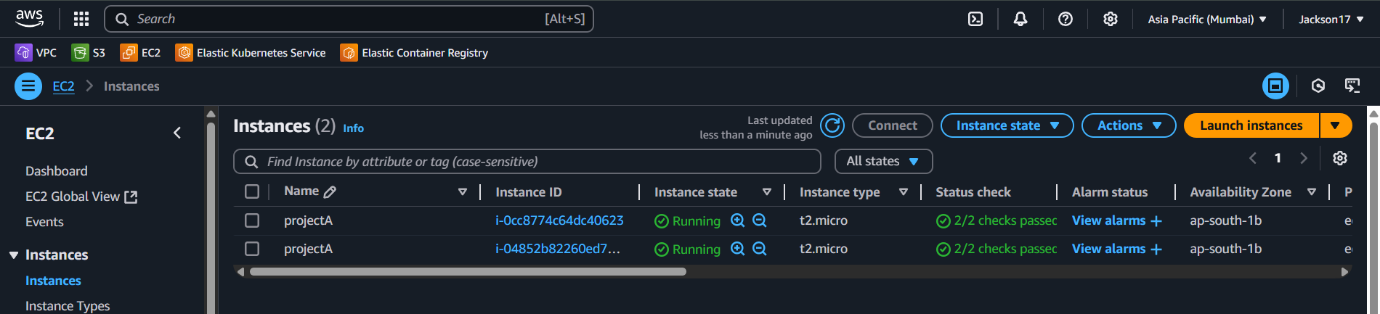 aws Search [Alt+S] Asia Pacific (Mumbai) Jackson17
VPC S3 EC2 Elastic Kubernetes Service Elastic Container Registry
EC2 > Instances
EC2
Dashboard
EC2 Global View
Events
Instances
Instances
Instance Types
Instances (2) Info
Last updated
less than a minute ago
Connect Instance state Actions Launch instances
Find Instance by attribute or tag (case-sensitive) All states 1
Name Instance ID Instance state Instance type Status check Alarm status Availability Zone P
projectA i-0cc8774c64dc40623 Running t2.micro 2/2 checks passec View alarms + ap-south-1b e
projectA i-04852b82260ed7... Running t2.micro 2/2 checks passec View alarms + ap-south-1b e